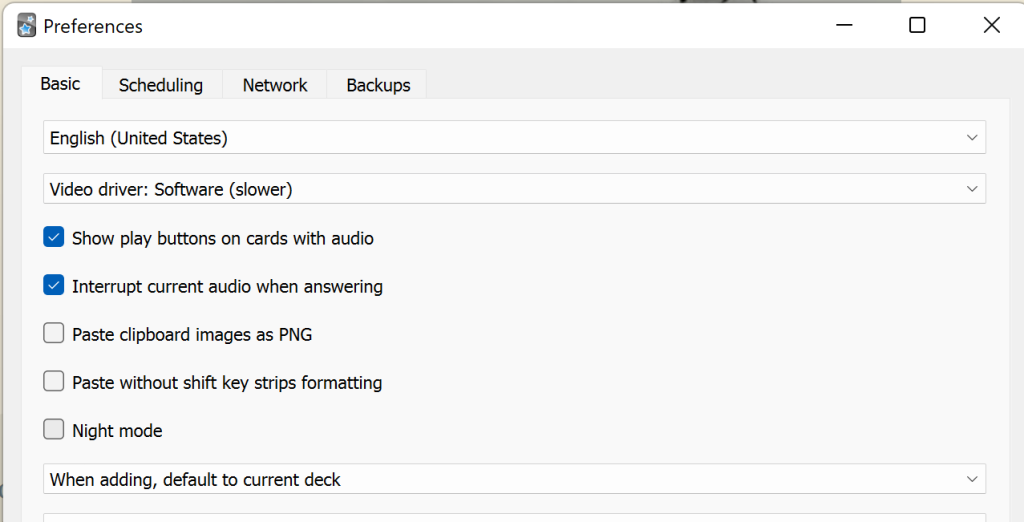 Preferences
Basic Scheduling Network Backups
English (United States)
Video driver: Software (slower)
Show play buttons on cards with audio
Interrupt current audio when answering
Paste clipboard images as PNG
Paste without shift key strips formatting
Night mode
When adding, default to current deck